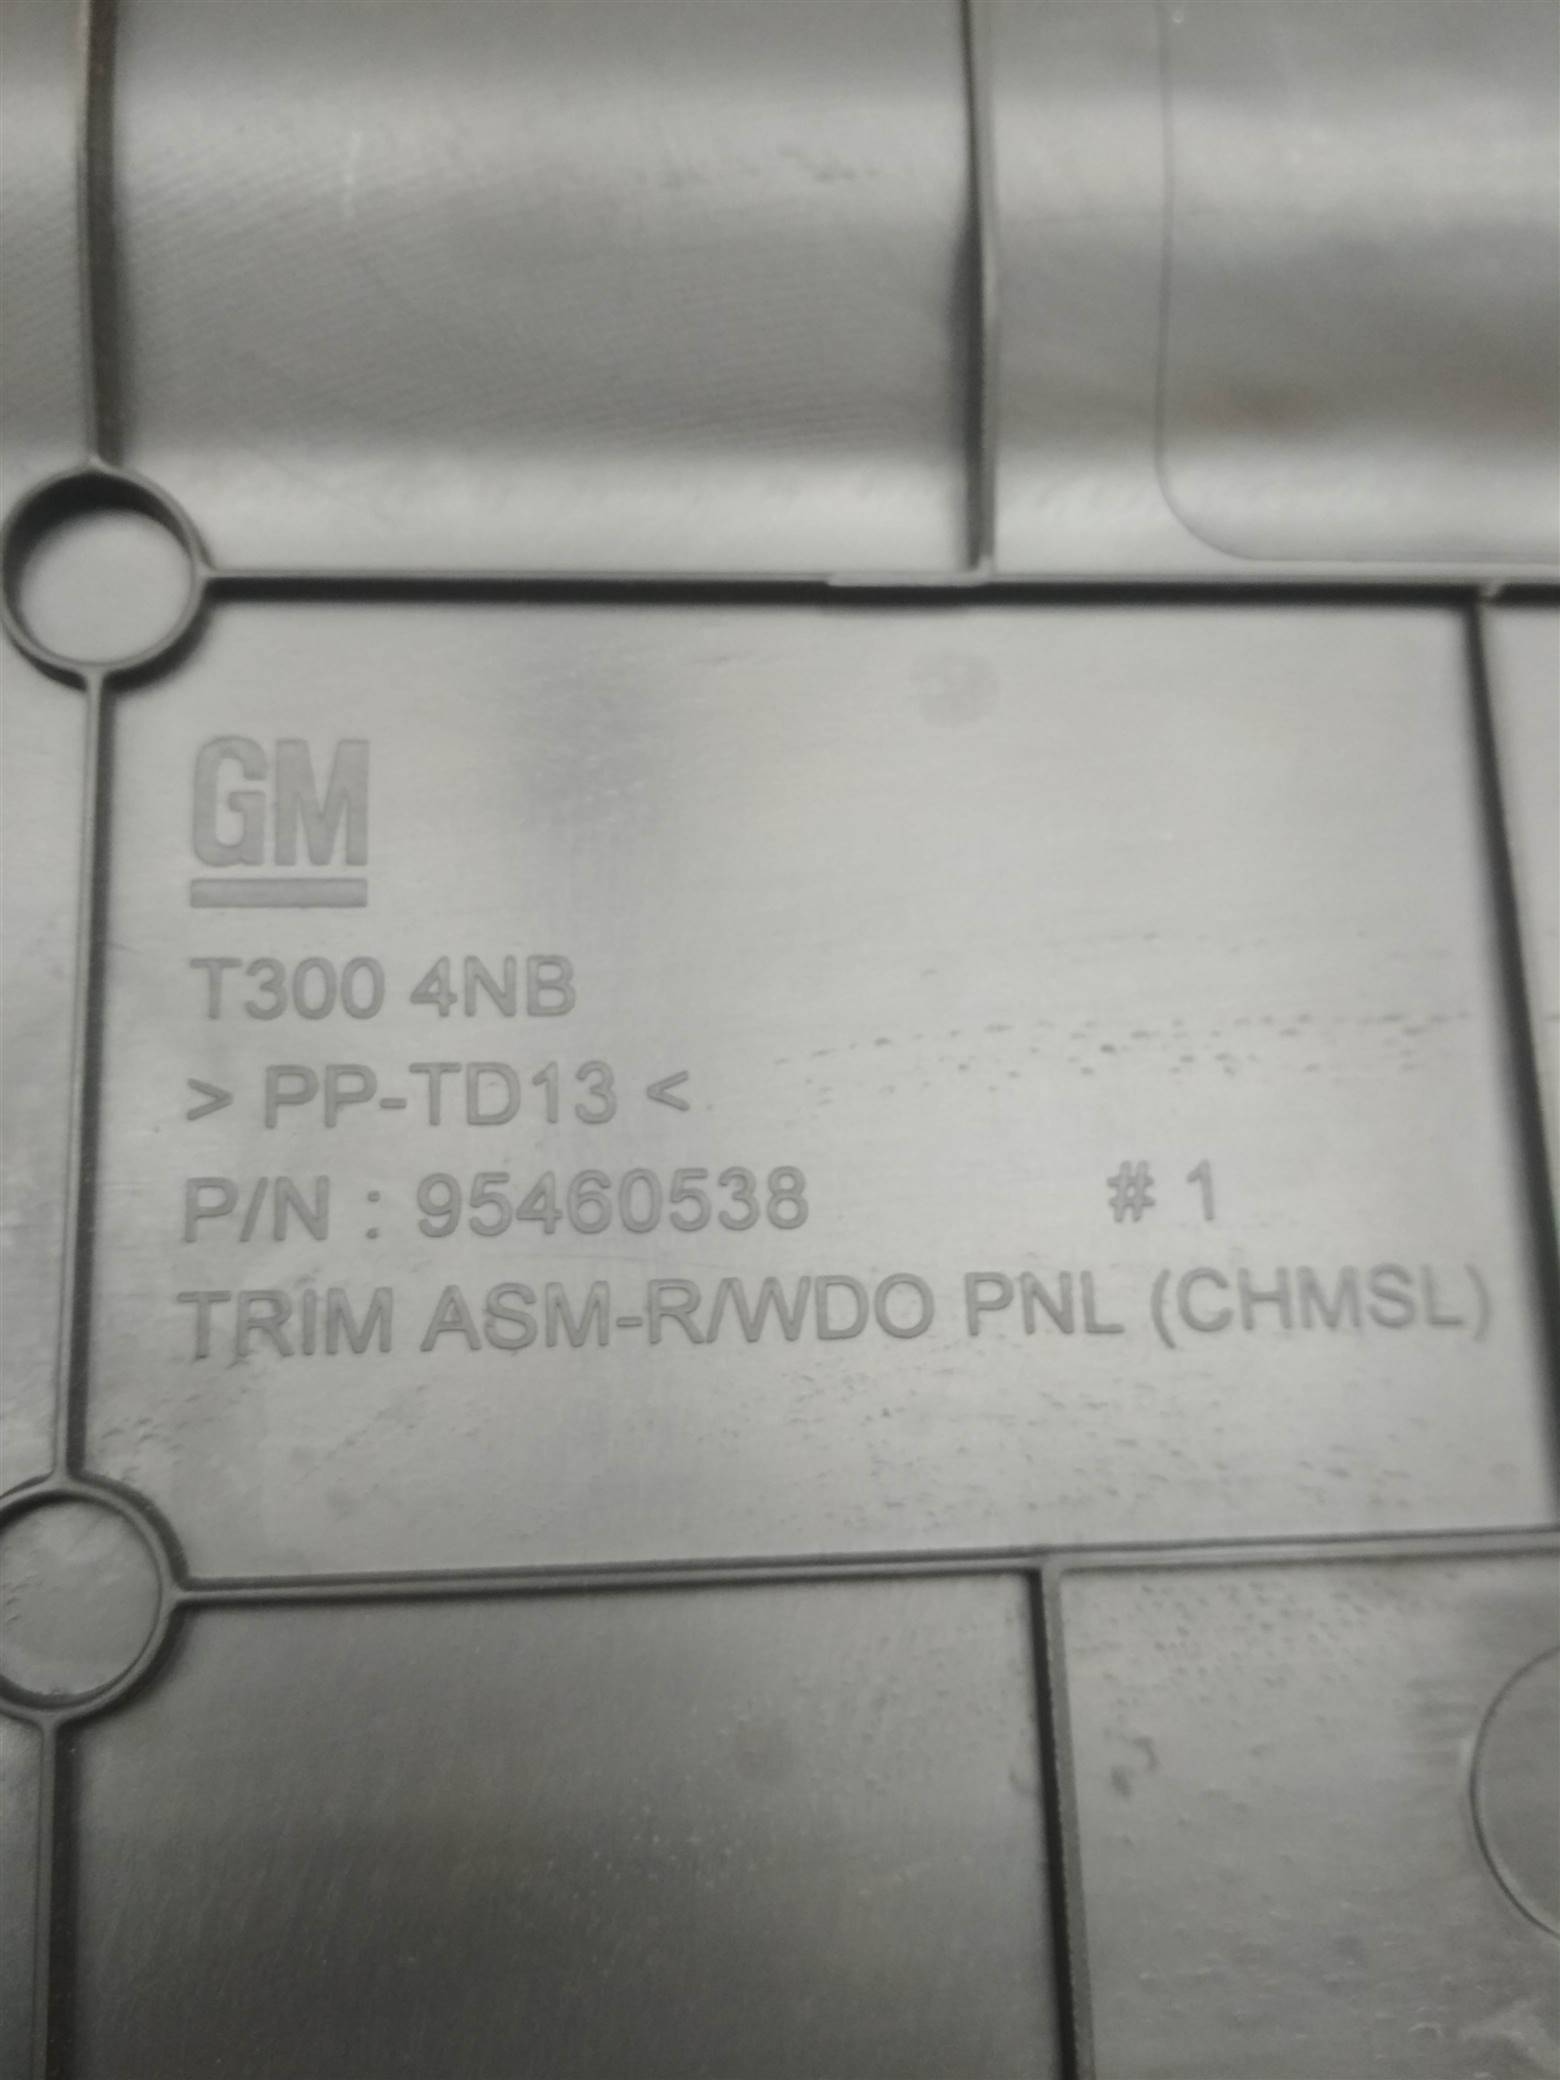 GM
T300 4NB
> PP-TD13 <
P/N : 95460538 # 1
TRIM ASM-R/WDO PNL (CHMSL)